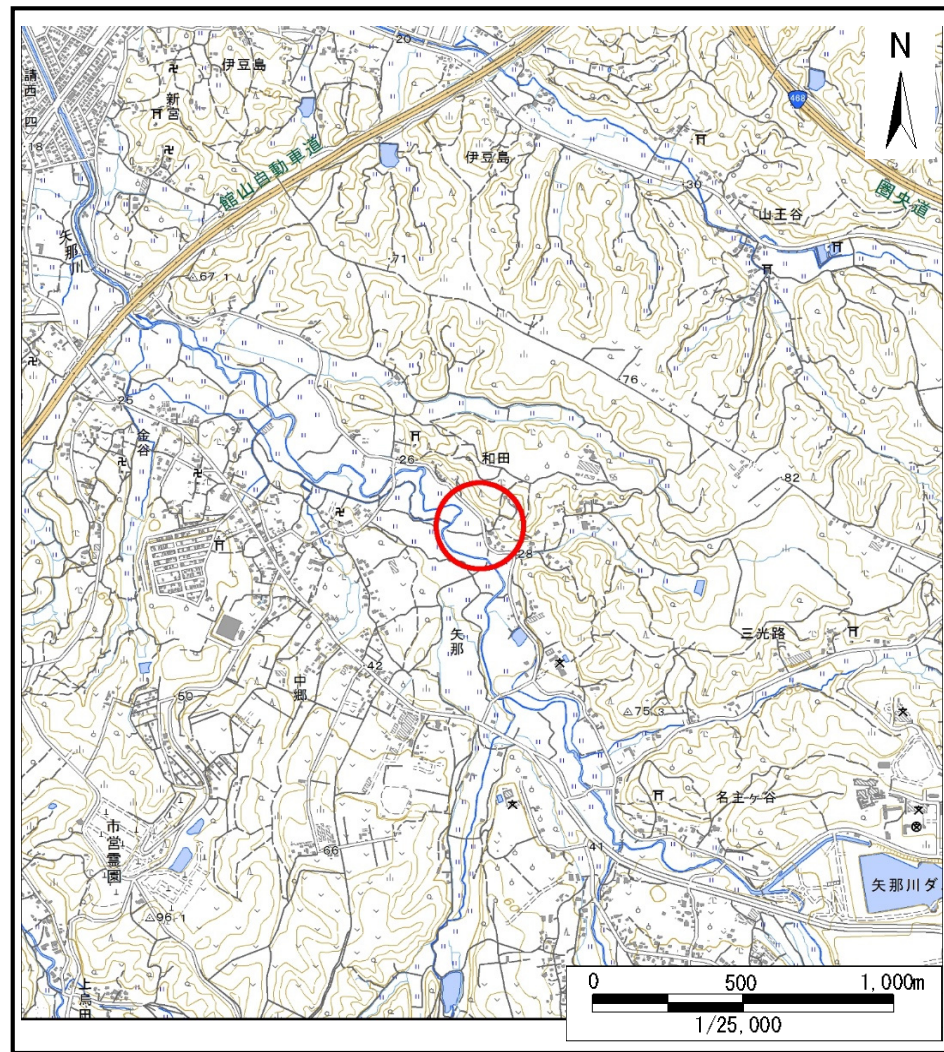 20
伊豆島
N
請西(四)
新宮
468
18
館山自動車道
伊豆島
30
圏央道
山王谷
矢那川
71
67.1
76
25
金谷
26
和田
82
28
矢那
三光路
42
中郷
50
75.3
名主ケ谷
市営霊園
66
41
矢那川ダ
96.1
上烏田
0 500 1,000m
1/25,000